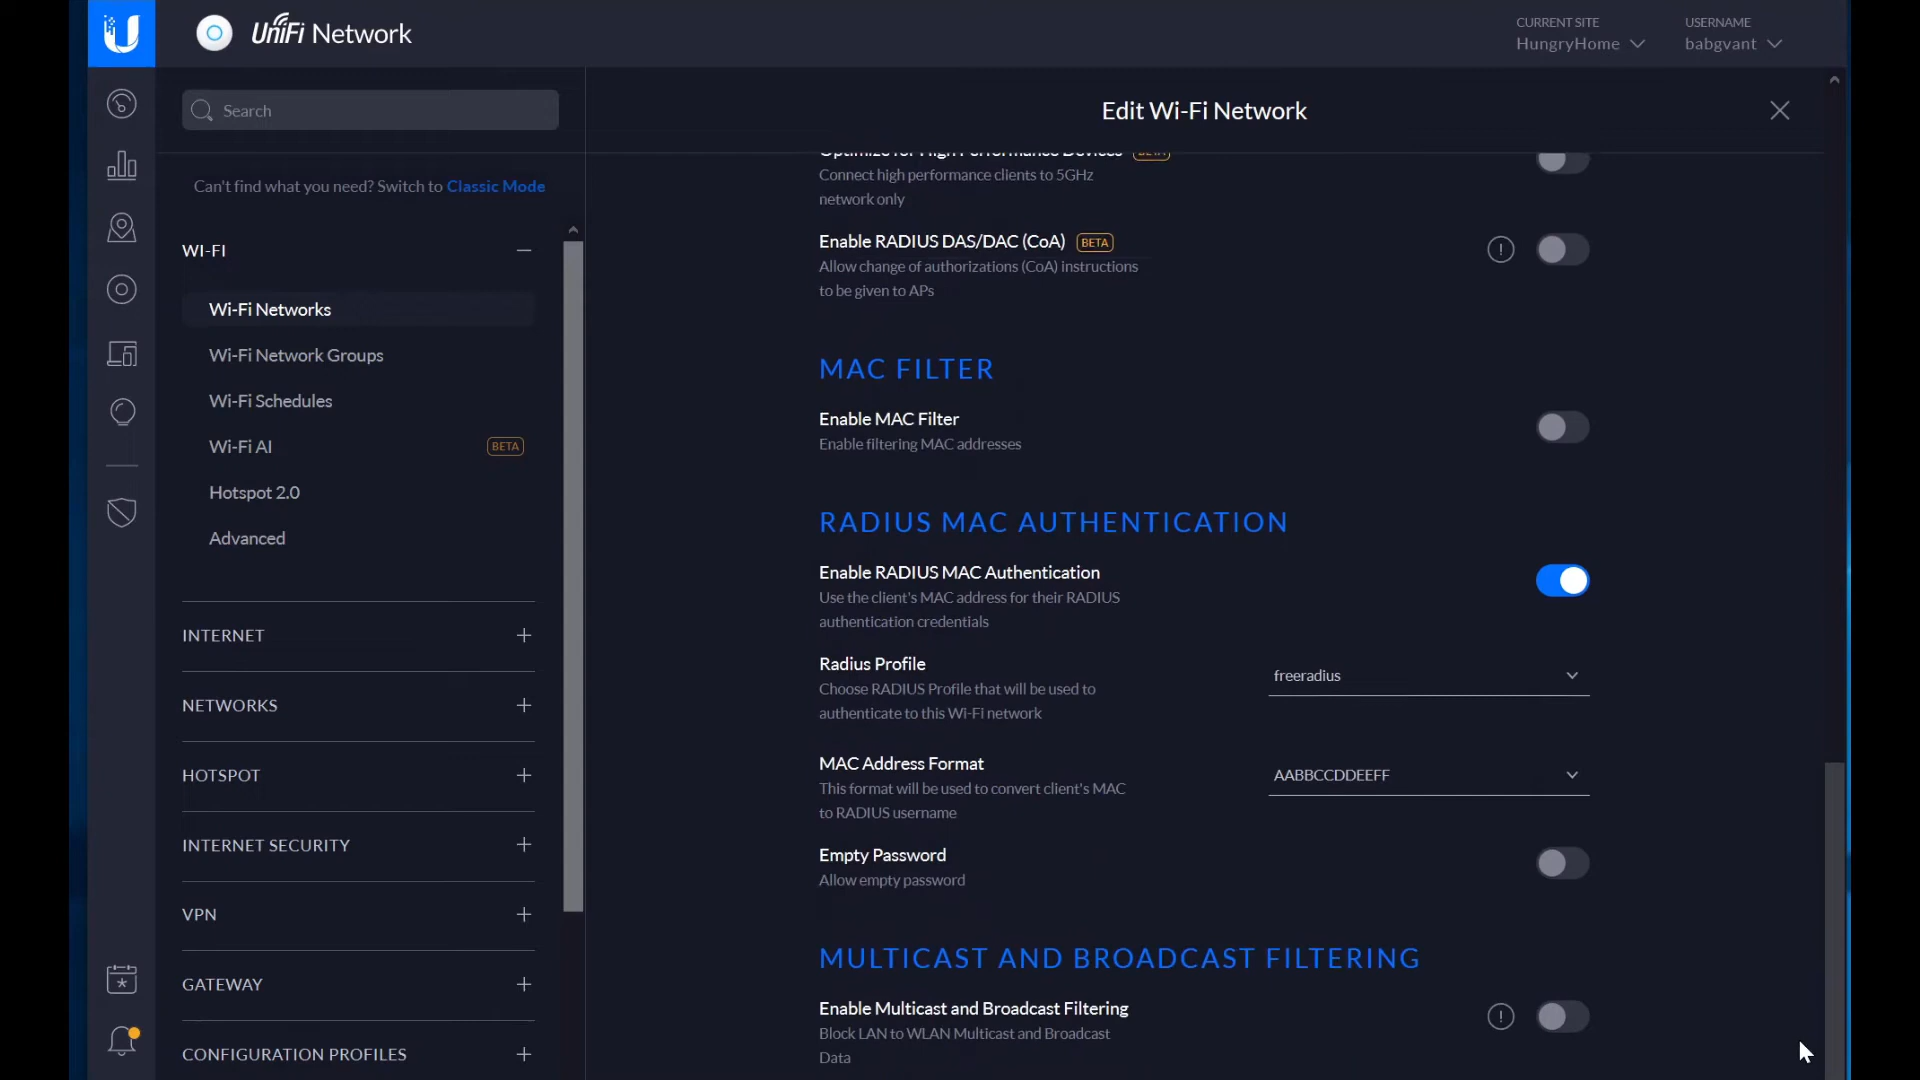 UniFi Network
CURRENT SITE
HungryHome
USERNAME
babgvant
Search
Can't find what you need? Switch to Classic Mode
WI-FI
Wi-Fi Networks
Wi-Fi Network Groups
Wi-Fi Schedules
Wi-Fi AI BETA
Hotspot 2.0
Advanced
INTERNET
NETWORKS
HOTSPOT
INTERNET SECURITY
VPN
GATEWAY
CONFIGURATION PROFILES
Edit Wi-Fi Network
Optimize for High Performance Devices BETA
Connect high performance clients to 5GHz
network only
Enable RADIUS DAS/DAC (CoA) BETA
Allow change of authorizations (CoA) instructions
to be given to APs
MAC FILTER
Enable MAC Filter
Enable filtering MAC addresses
RADIUS MAC AUTHENTICATION
Enable RADIUS MAC Authentication
Use the client's MAC address for their RADIUS
authentication credentials
Radius Profile
Choose RADIUS Profile that will be used to
authenticate to this Wi-Fi network
freeradius
MAC Address Format
This format will be used to convert client's MAC
to RADIUS username
AABBCCDDEEFF
Empty Password
Allow empty password
MULTICAST AND BROADCAST FILTERING
Enable Multicast and Broadcast Filtering
Block LAN to WLAN Multicast and Broadcast
Data